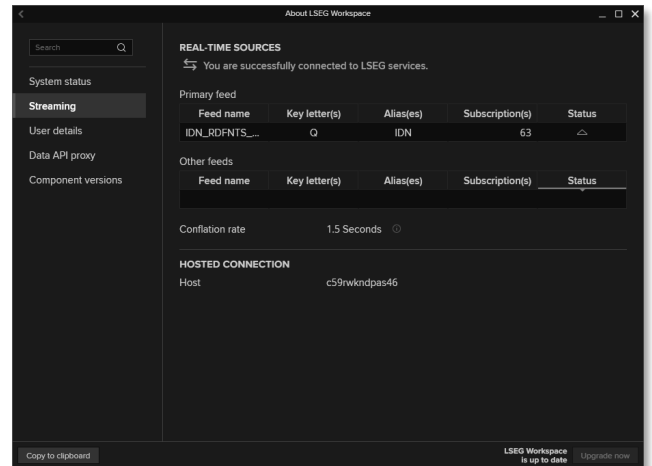 About LSEG Workspace
Search
System status
Streaming
User details
Data API proxy
Component versions
REAL-TIME SOURCES
You are successfully connected to LSEG services.
Primary feed
Feed name Key letter(s) Alias(es) Subscription(s) Status
IDN_RDFNTS_... Q IDN 63
Other feeds
Feed name Key letter(s) Alias(es) Subscription(s) Status
Conflation rate 1.5 Seconds
HOSTED CONNECTION
Host c59rwkndpas46
Copy to clipboard
LSEG Workspace
is up to date
Upgrade now